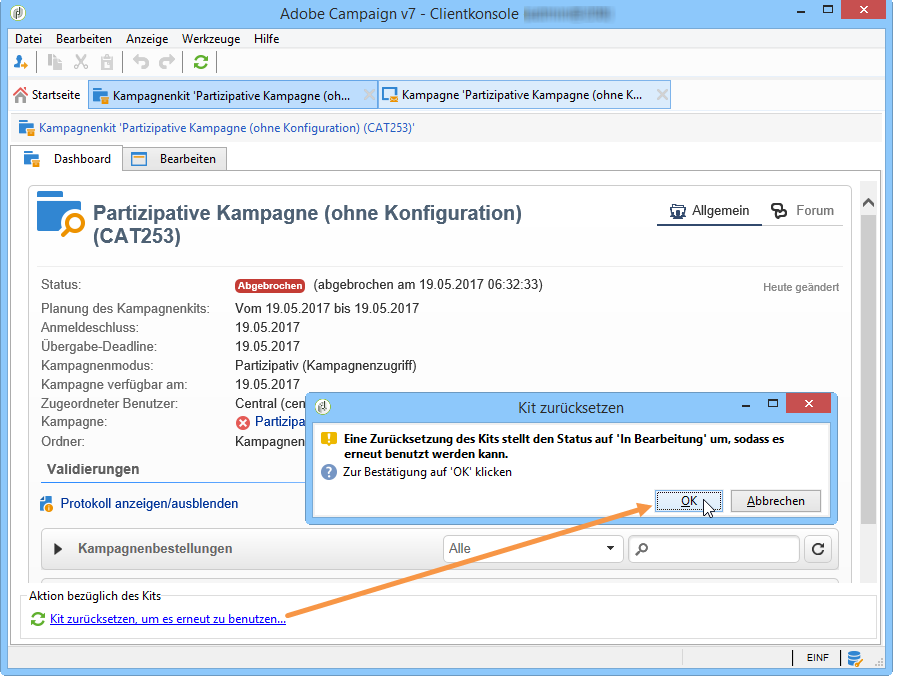 Adobe Campaign v7 - Clientkonsole
Datei Bearbeiten Anzeige Werkzeuge Hilfe
Startseite Kampagnenkit 'Partizipative Kampagne (oh... Kampagne 'Partizipative Kampagne (ohne K...
Kampagnenkit 'Partizipative Kampagne (ohne Konfiguration) (CAT253)'
Dashboard Bearbeiten
Partizipative Kampagne (ohne Konfiguration)
(CAT253)
Allgemein Forum
Status: Abgebrochen (abgebrochen am 19.05.2017 06:32:33)
Heute geändert
Planung des Kampagnenkits: Vom 19.05.2017 bis 19.05.2017
Anmeldeschluss: 19.05.2017
Übergabe-Deadline: 19.05.2017
Kampagnenmodus: Partizipativ (Kampagnenzugriff)
Kampagne verfügbar am: 19.05.2017
Zugeordneter Benutzer: Central (cen
Kampagne: Partizipa
Ordner: Kampagnen
Kit zurücksetzen
Eine Zurücksetzung des Kits stellt den Status auf 'In Bearbeitung' um, sodass es
erneut benutzt werden kann.
Zur Bestätigung auf 'OK' klicken
OK Abbrechen
Validierungen
Protokoll anzeigen/ausblenden
Kampagnenbestellungen Alle
Aktion bezüglich des Kits
Kit zurücksetzen, um es erneut zu benutzen...
EINF